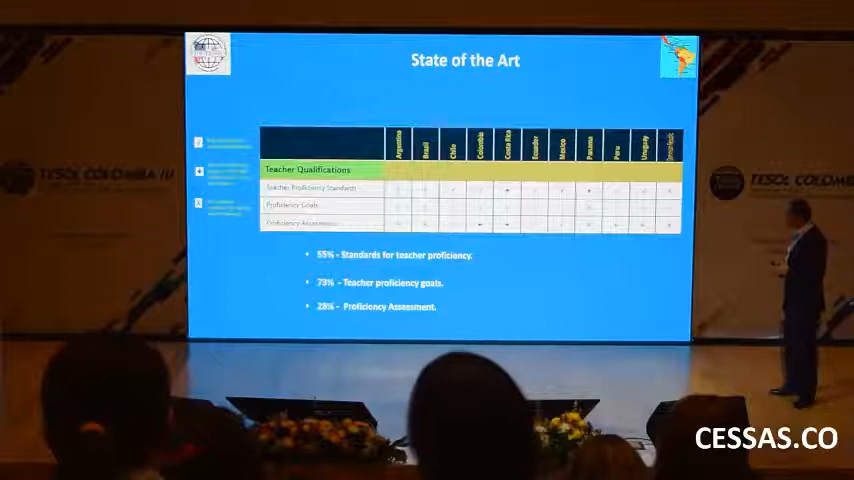 State of the Art
Argentina
Brazil
Chile
Colombia
Costa Rica
Ecuador
Mexico
Panama
Peru
Uruguay
Teacher Qualifications
Teacher Proficiency Standards
Proficiency Goals
Proficiency Assessment
TESOL COLOMBIA IV
TESOL COLOMB
• 55% - Standards for teacher proficiency.
• 73% - Teacher proficiency goals.
• 28% - Proficiency Assessment.
CESSAS.CO